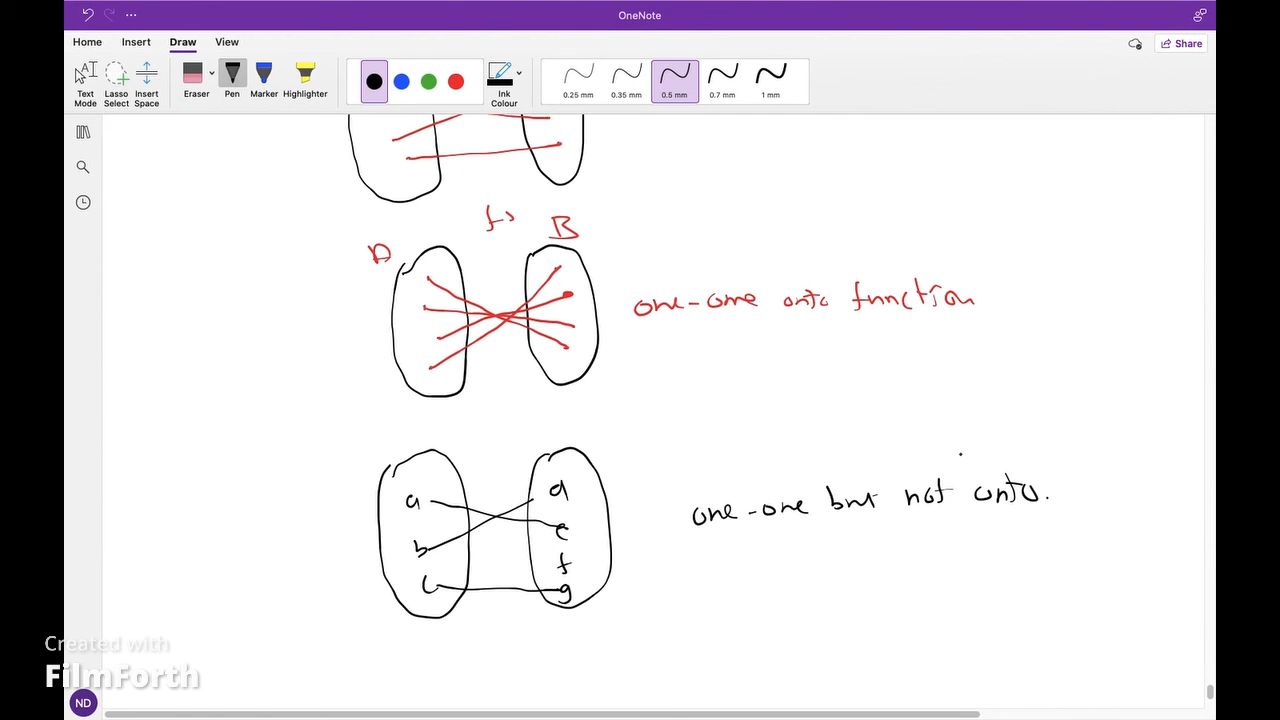 OneNote
Home Insert Draw View
Share
Text Mode
Lasso Select
Insert Space
Eraser
Pen
Marker
Highlighter
Ink Colour
0.25 mm
0.35 mm
0.5 mm
0.7 mm
1 mm
B
one-one onto function
a
b
c
d
e
f
g
one-one but not onto.
Created with
FilmForth
ND